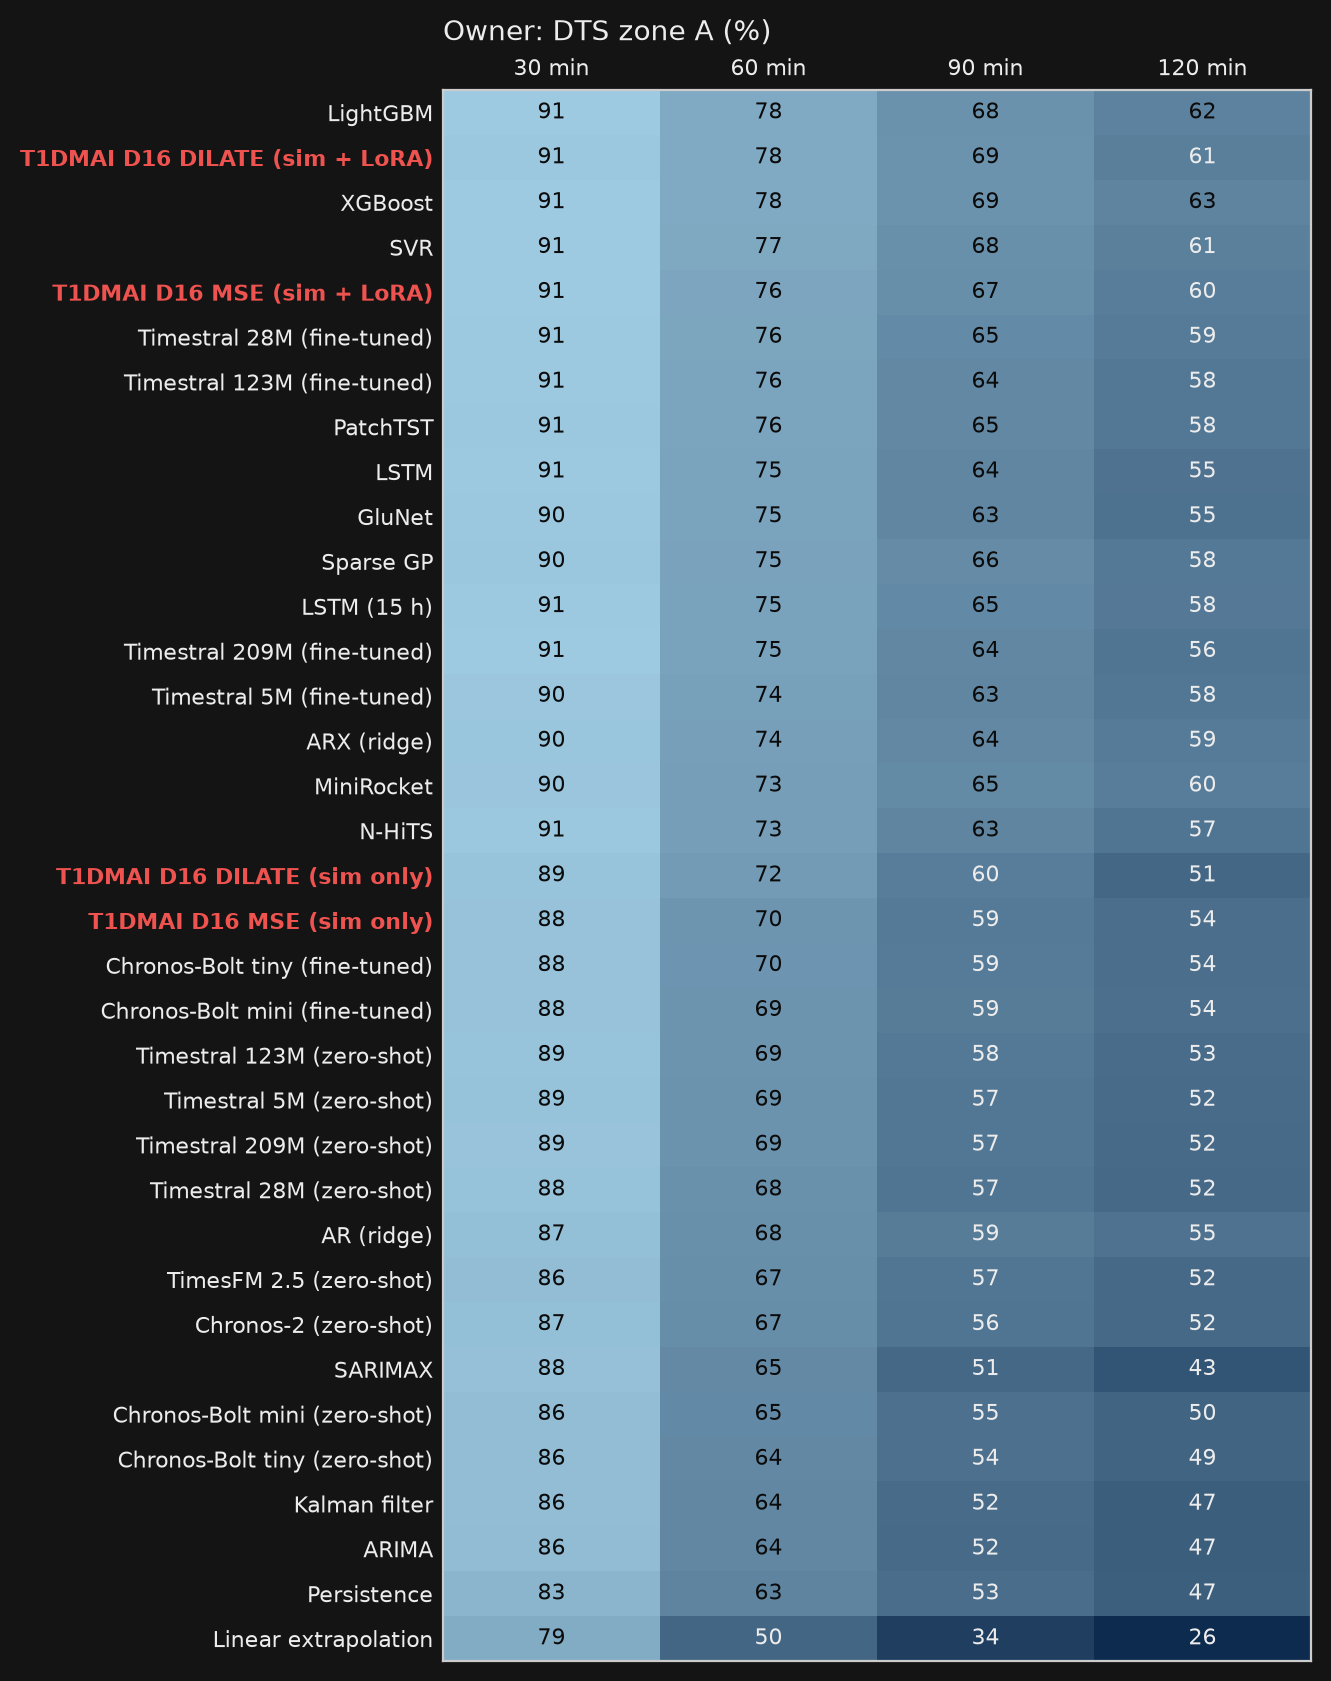 Owner: DTS zone A (%)
30 min 60 min 90 min 120 min
LightGBM 91 78 68 62
T1DMAI D16 DILATE (sim + LoRA) 91 78 69 61
XGBoost 91 78 69 63
SVR 91 77 68 61
T1DMAI D16 MSE (sim + LoRA) 91 76 67 60
Timestral 28M (fine-tuned) 91 76 65 59
Timestral 123M (fine-tuned) 91 76 64 58
PatchTST 91 76 65 58
LSTM 91 75 64 55
GluNet 90 75 63 55
Sparse GP 90 75 66 58
LSTM (15 h) 91 75 65 58
Timestral 209M (fine-tuned) 91 75 64 56
Timestral 5M (fine-tuned) 90 74 63 58
ARX (ridge) 90 74 64 59
MiniRocket 90 73 65 60
N-HiTS 91 73 63 57
T1DMAI D16 DILATE (sim only) 89 72 60 51
T1DMAI D16 MSE (sim only) 88 70 59 54
Chronos-Bolt tiny (fine-tuned) 88 70 59 54
Chronos-Bolt mini (fine-tuned) 88 69 59 54
Timestral 123M (zero-shot) 89 69 58 53
Timestral 5M (zero-shot) 89 69 57 52
Timestral 209M (zero-shot) 89 69 57 52
Timestral 28M (zero-shot) 88 68 57 52
AR (ridge) 87 68 59 55
TimesFM 2.5 (zero-shot) 86 67 57 52
Chronos-2 (zero-shot) 87 67 56 52
SARIMAX 88 65 51 43
Chronos-Bolt mini (zero-shot) 86 65 55 50
Chronos-Bolt tiny (zero-shot) 86 64 54 49
Kalman filter 86 64 52 47
ARIMA 86 64 52 47
Persistence 83 63 53 47
Linear extrapolation 79 50 34 26